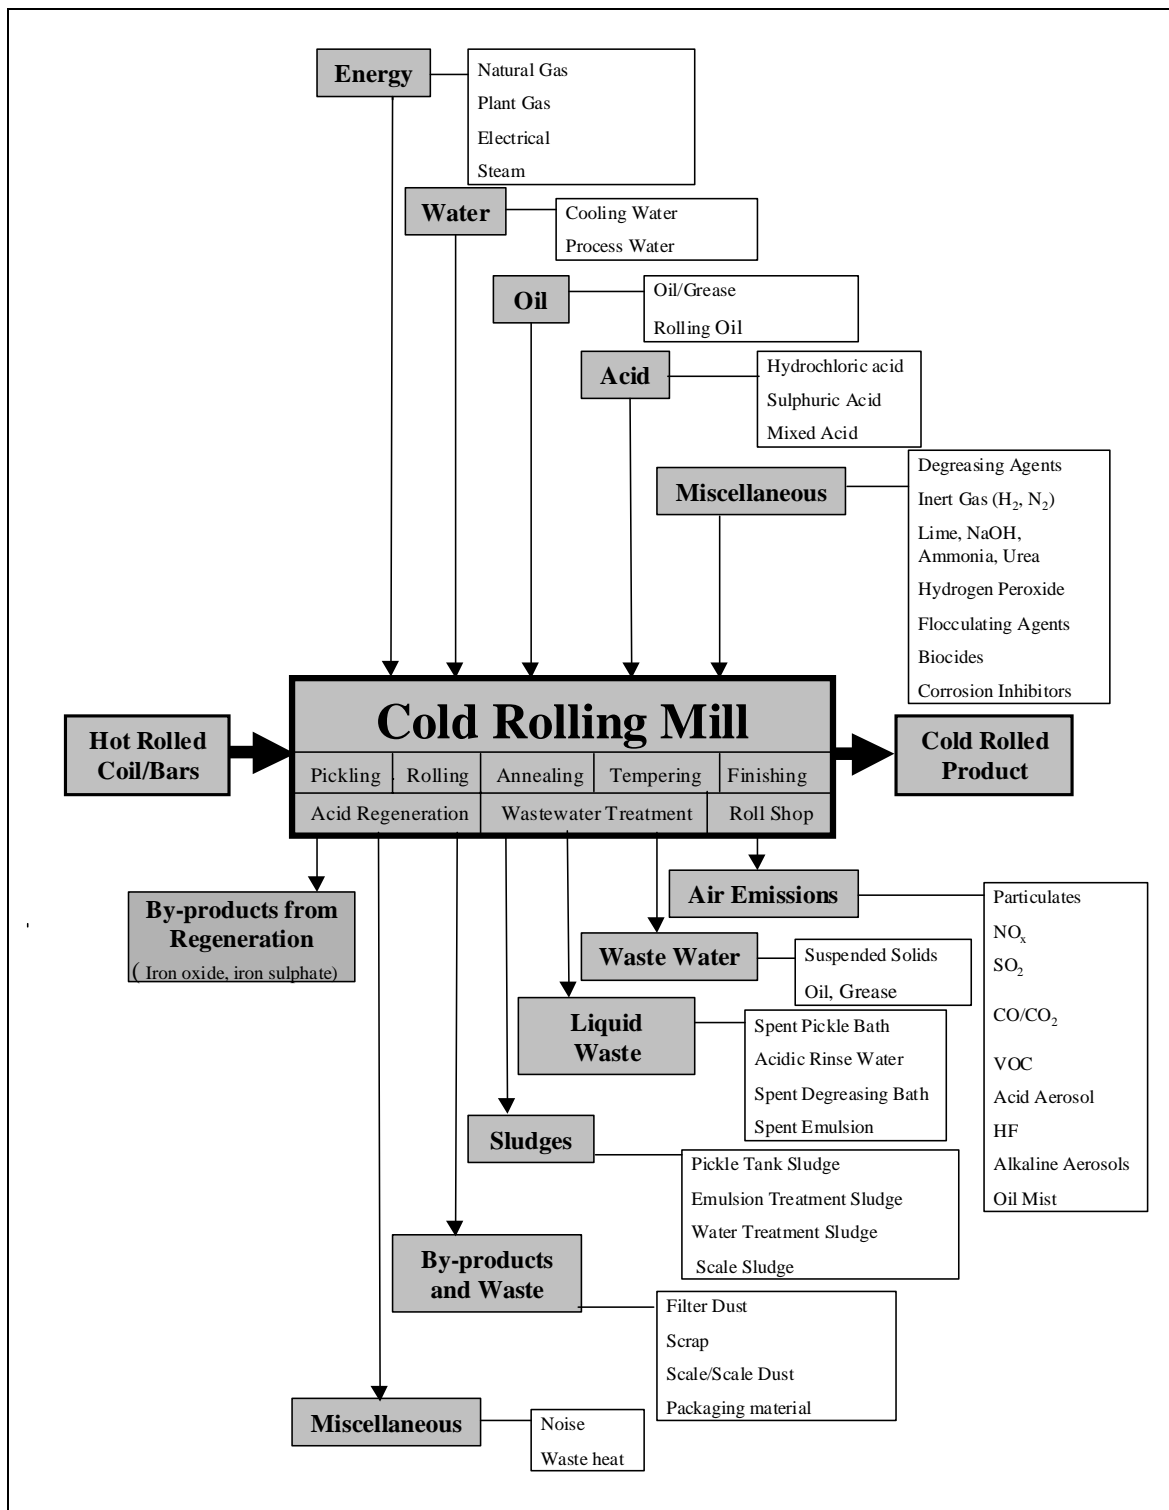 Energy
Natural Gas
Plant Gas
Electrical
Steam
Water
Cooling Water
Process Water
Oil
Oil/Grease
Rolling Oil
Acid
Hydrochloric acid
Sulphuric Acid
Mixed Acid
Miscellaneous
Degreasing Agents
Inert Gas (H₂, N₂)
Lime, NaOH,
Ammonia, Urea
Hydrogen Peroxide
Flocculating Agents
Biocides
Corrosion Inhibitors
Hot Rolled
Coil/Bars
Cold Rolling Mill
Pickling Rolling Annealing Tempering Finishing
Acid Regeneration Wastewater Treatment Roll Shop
Cold Rolled
Product
By-products from
Regeneration
( Iron oxide, iron sulphate)
Air Emissions
Particulates
NOₓ
SO₂
CO/CO₂
VOC
Acid Aerosol
HF
Alkaline Aerosols
Oil Mist
Waste Water
Suspended Solids
Oil, Grease
Liquid
Waste
Spent Pickle Bath
Acidic Rinse Water
Spent Degreasing Bath
Spent Emulsion
Sludges
Pickle Tank Sludge
Emulsion Treatment Sludge
Water Treatment Sludge
Scale Sludge
By-products
and Waste
Filter Dust
Scrap
Scale/Scale Dust
Packaging material
Miscellaneous
Noise
Waste heat